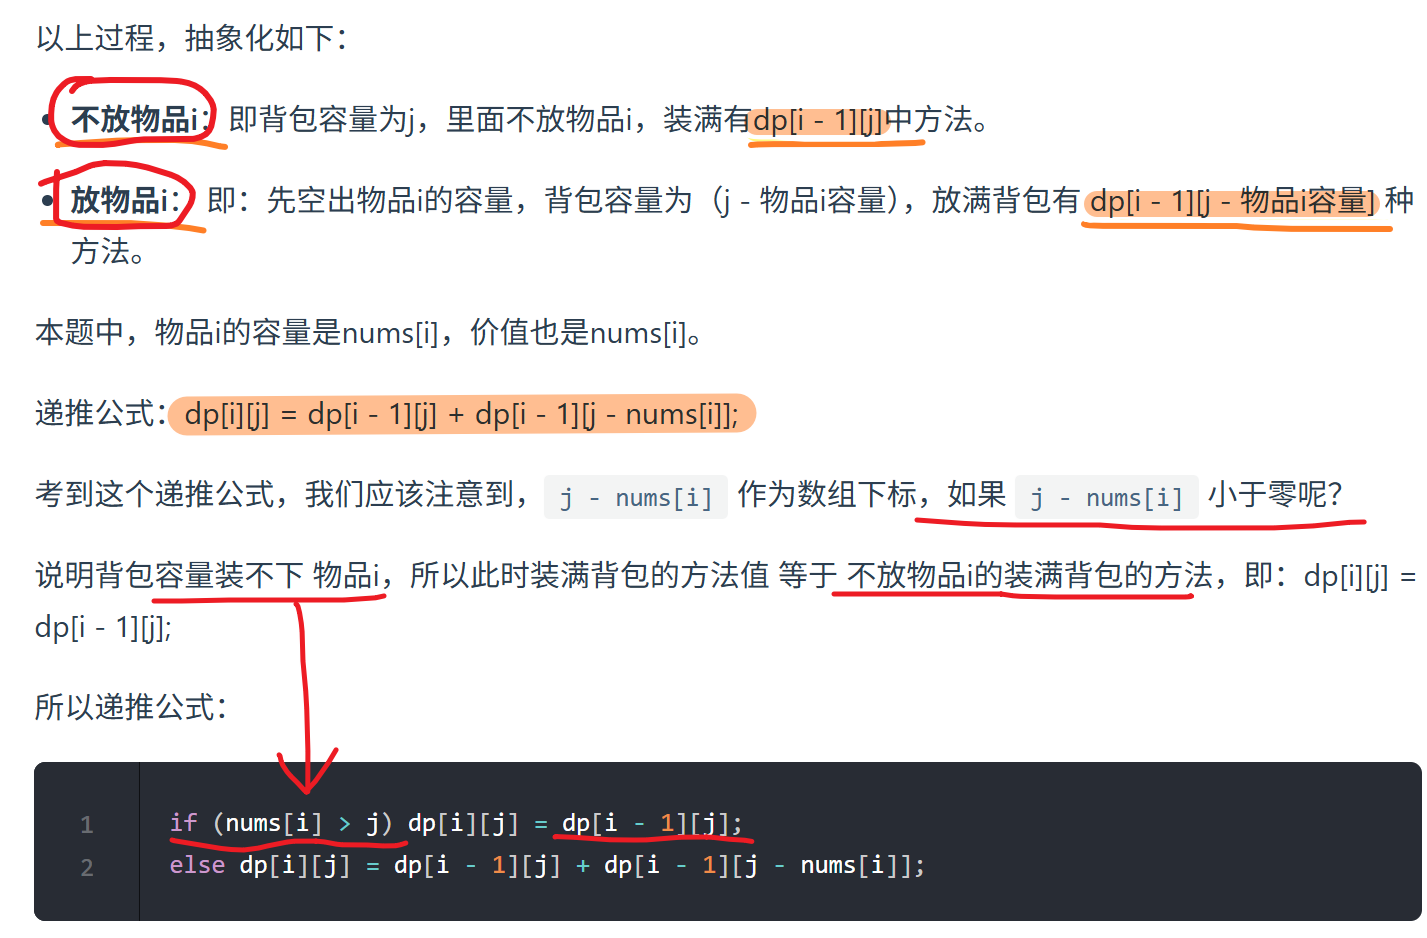 以上过程，抽象化如下：
不放物品i：即背包容量为j，里面不放物品i，装满有dp[i - 1][j]中方法。
放物品i： 即：先空出物品i的容量，背包容量为（j - 物品i容量），放满背包有 dp[i - 1][j - 物品i容量] 种
方法。
本题中，物品i的容量是nums[i]，价值也是nums[i]。
递推公式：dp[i][j] = dp[i - 1][j] + dp[i - 1][j - nums[i]];
考到这个递推公式，我们应该注意到，j - nums[i] 作为数组下标，如果 j - nums[i] 小于零呢？
说明背包容量装不下 物品i，所以此时装满背包的方法值 等于 不放物品i的装满背包的方法，即：dp[i][j] =
dp[i - 1][j];
所以递推公式：
1 if (nums[i] > j) dp[i][j] = dp[i - 1][j];
2 else dp[i][j] = dp[i - 1][j] + dp[i - 1][j - nums[i]];